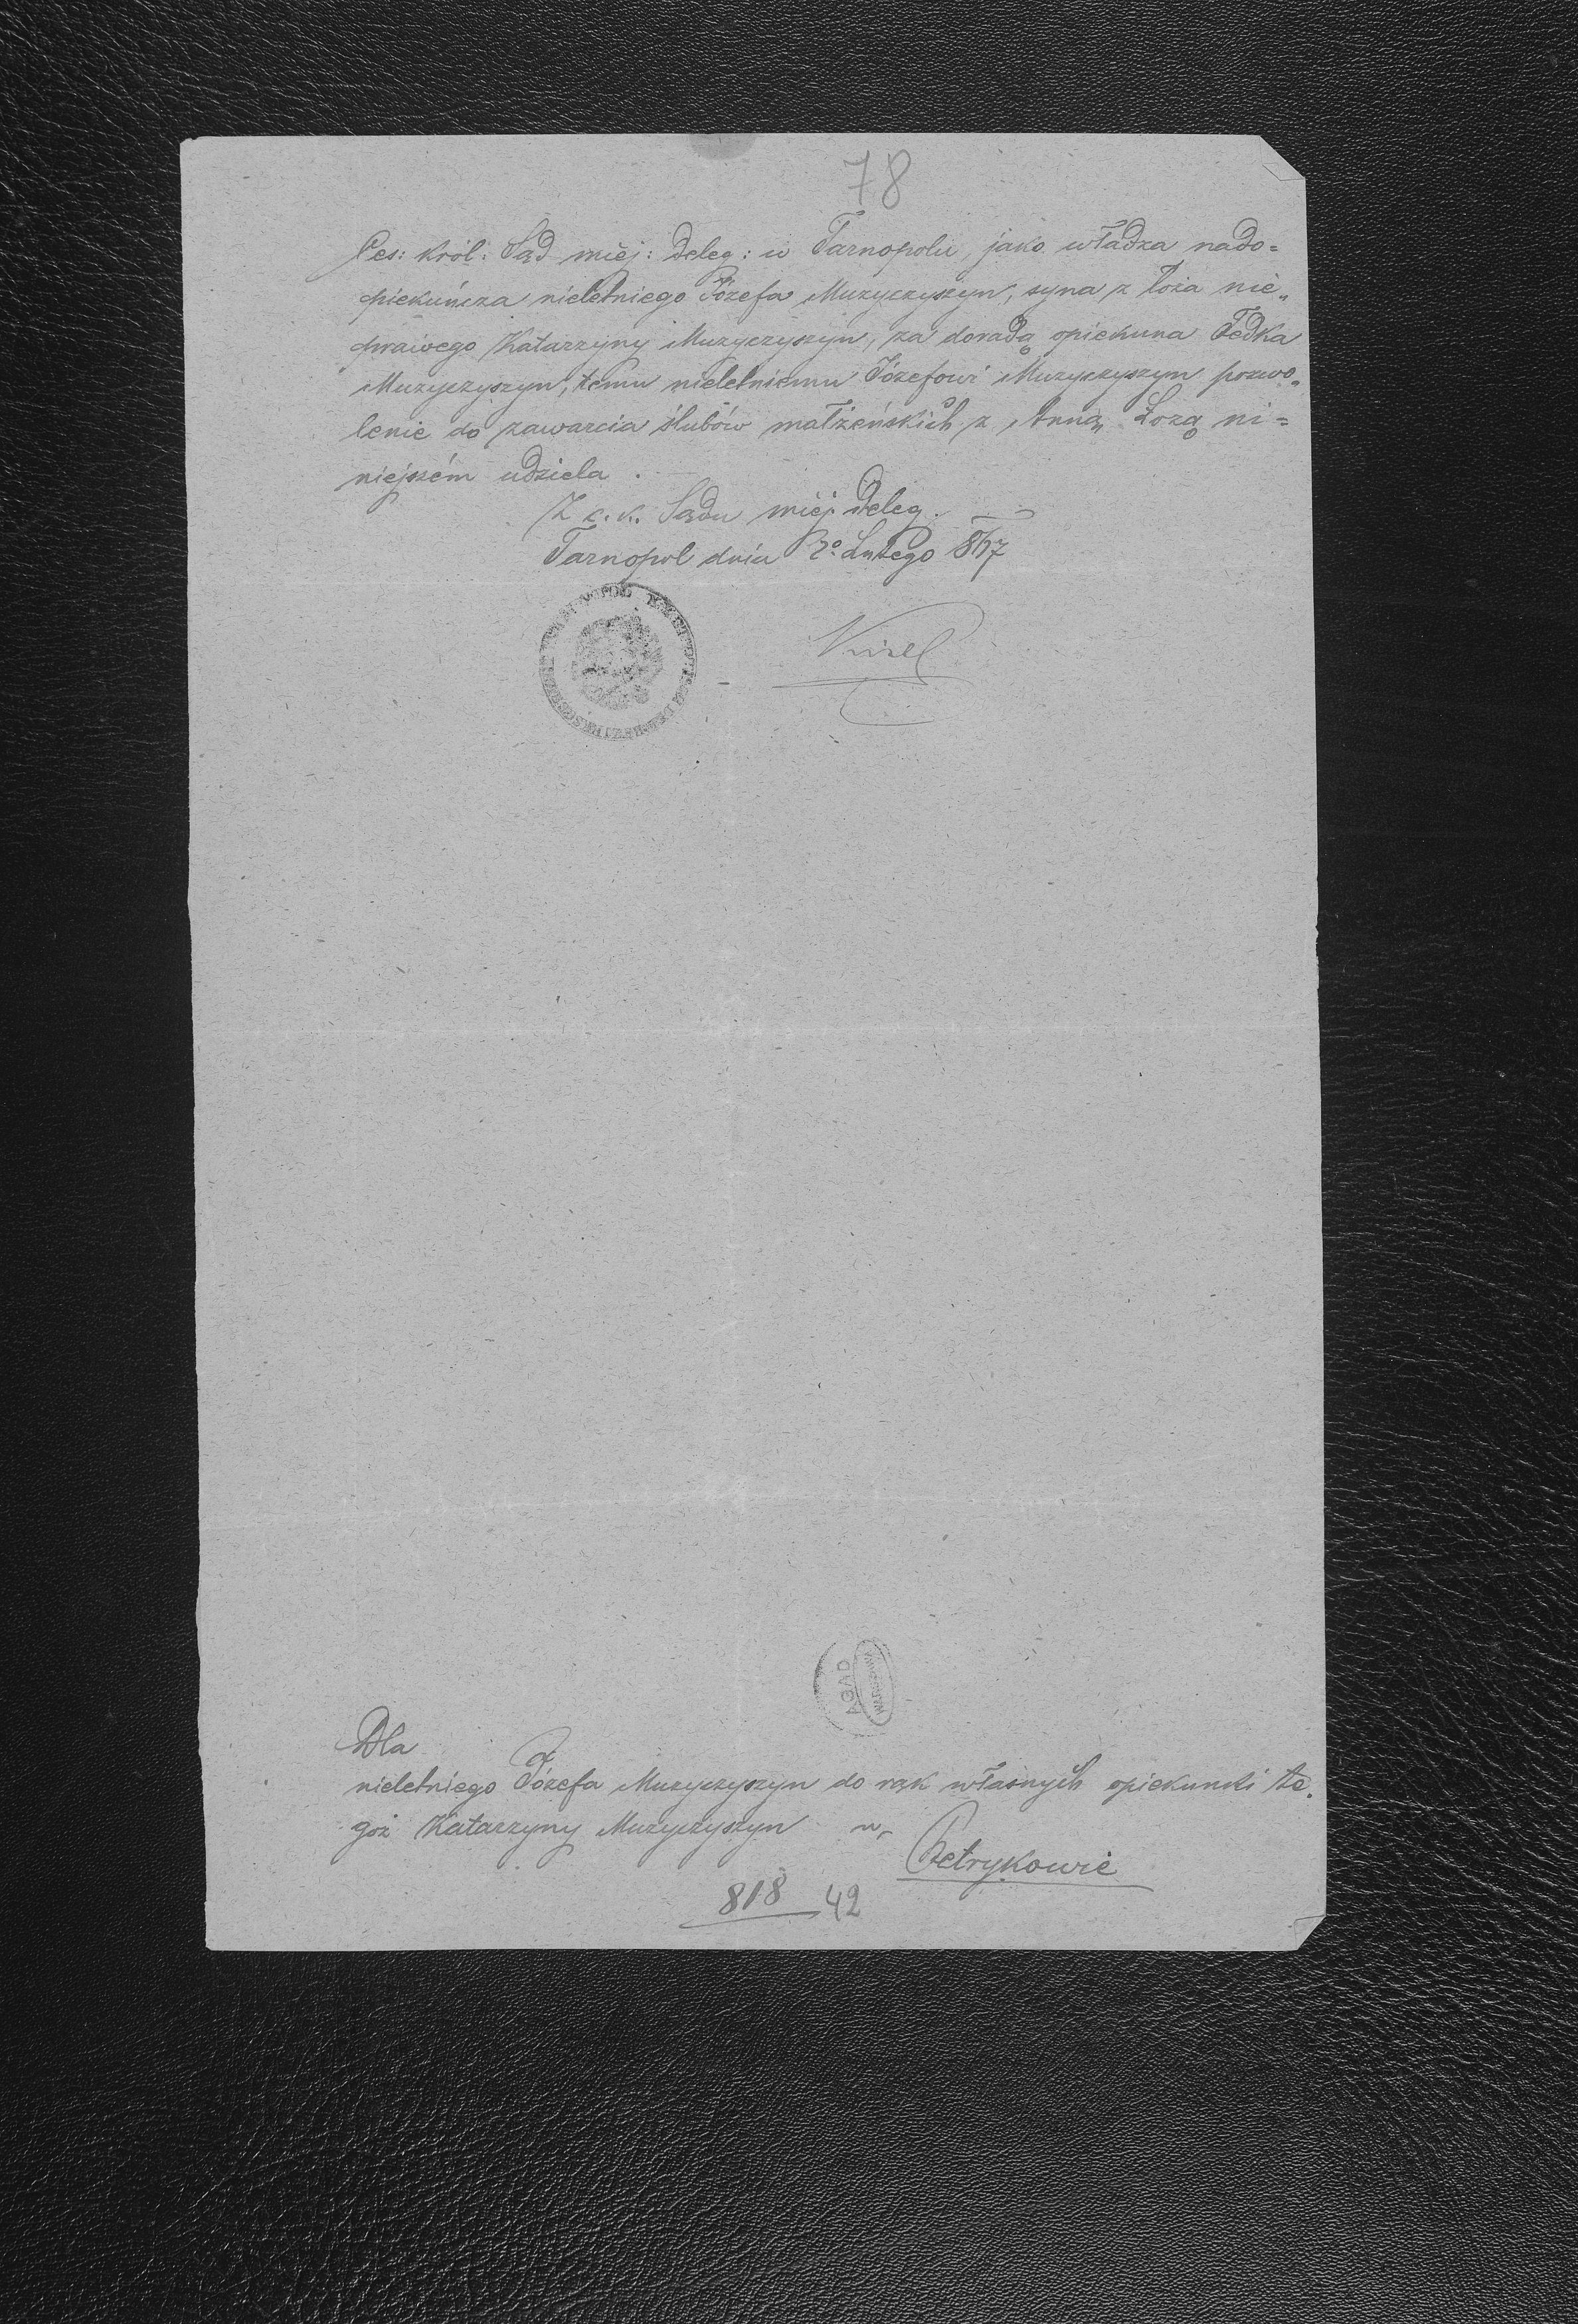 78
Ces: król: Sąd miej: deleg: w Tarnopolu, jako władza nado=
piekuńcza nieletniego Józefa Muzyczyszyn, syna z łoża nie„
prawego Katarzyny Muzyczyszyn, za doradą opiekuna Fedka
Muzyczyszyn, temu nieletniemu Józefowi Muzyczyszyn pozwo„
lenie do zawarcia ślubów małżeńskich z Anną Łozą ni=
niejszém udziela.
Z c. k. Sądu miej. deleg.
Tarnopol dnia Lutego
AGAD
WARSZAWA
Dla
nieletniego Józefa Muzyczyszyn do rąk własnych opiekunki te„
goż Katarzyny Muzyczyszyn w
Petrykowie
818 42